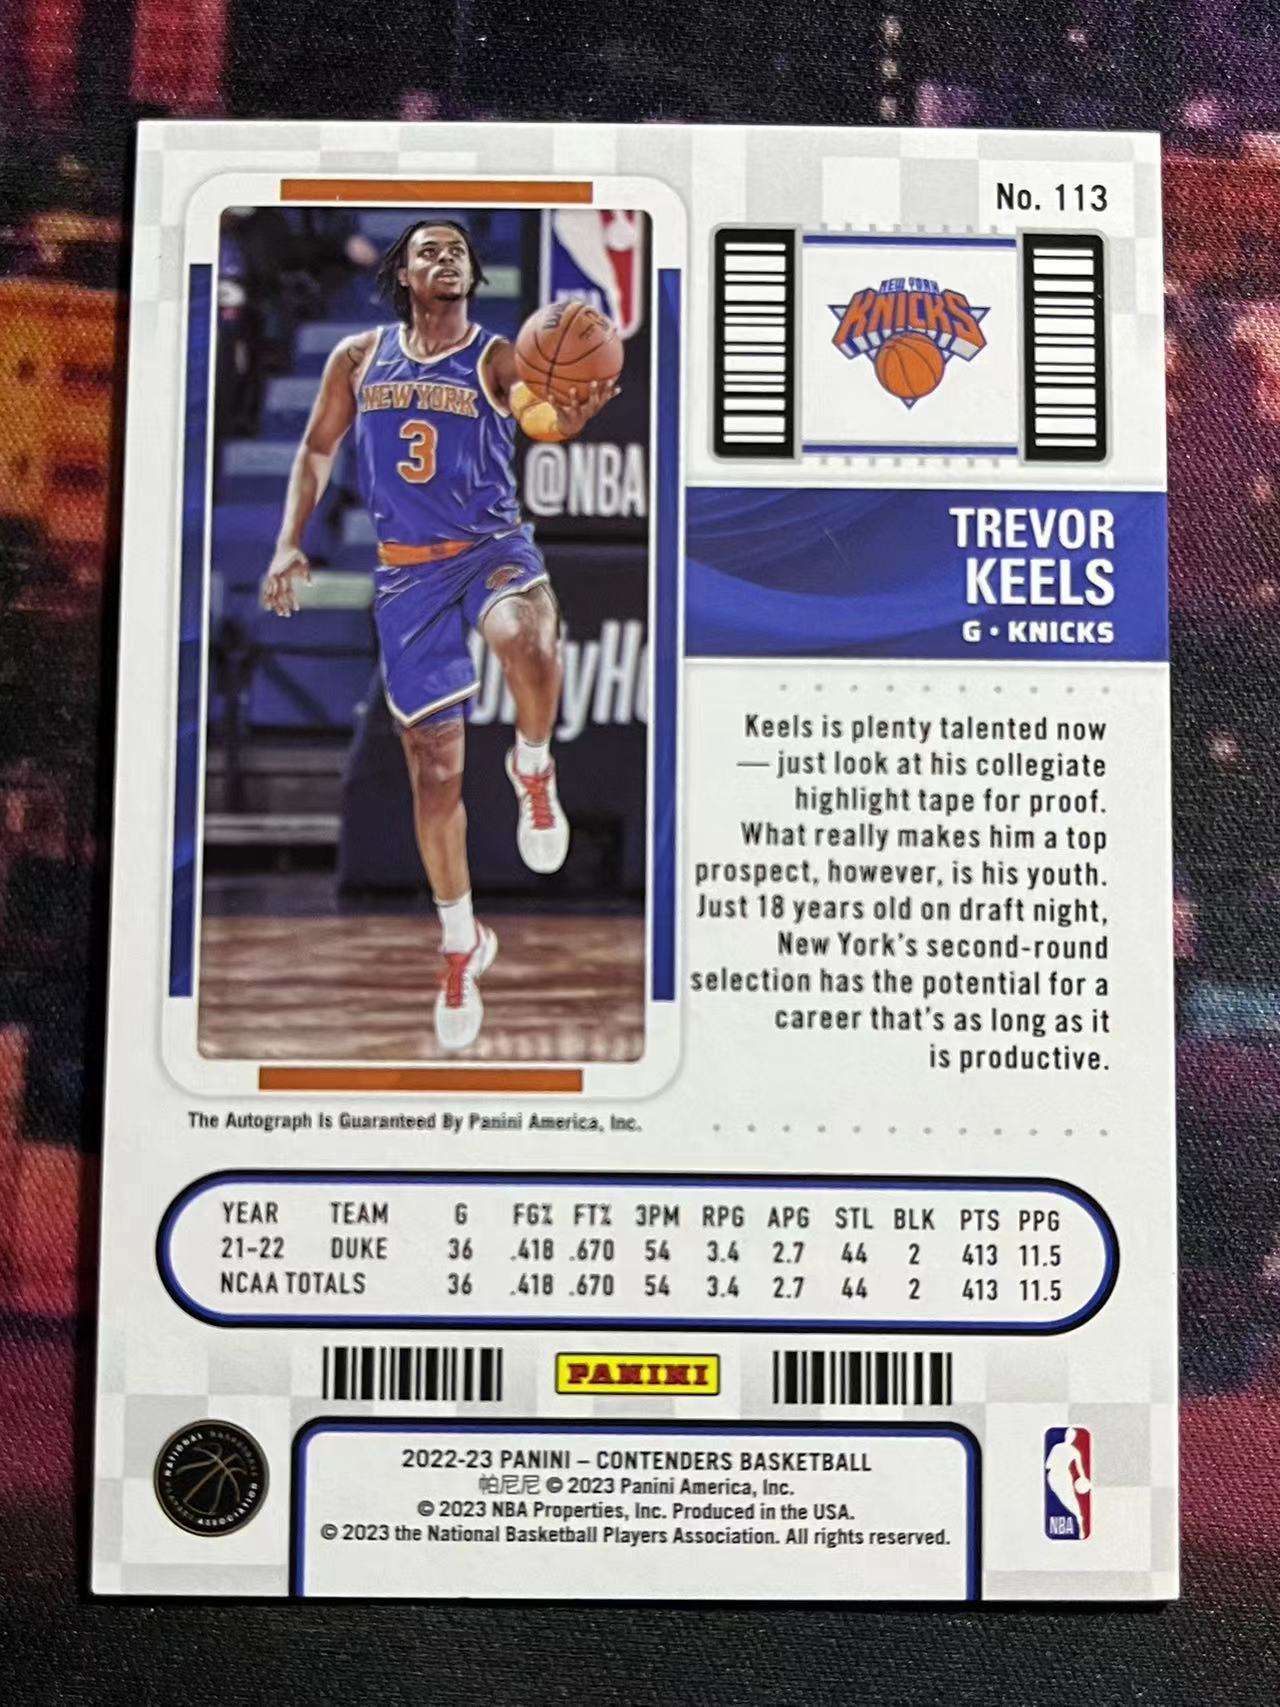 No. 113
NEW YORK
KNICKS
NEW YORK
3
@NBA
TREVOR
KEELS
G • KNICKS
Keels is plenty talented now
— just look at his collegiate
highlight tape for proof.
What really makes him a top
prospect, however, is his youth.
Just 18 years old on draft night,
New York's second-round
selection has the potential for a
career that's as long as it
is productive.
The Autograph Is Guaranteed By Panini America, Inc.
YEAR TEAM G FG% FT% 3PM RPG APG STL BLK PTS PPG
21-22 DUKE 36 .418 .670 54 3.4 2.7 44 2 413 11.5
NCAA TOTALS 36 .418 .670 54 3.4 2.7 44 2 413 11.5
PANINI
NATIONAL BASKETBALL PLAYERS ASSOCIATION
2022-23 PANINI – CONTENDERS BASKETBALL
帕尼尼 © 2023 Panini America, Inc.
© 2023 NBA Properties, Inc. Produced in the USA.
© 2023 the National Basketball Players Association. All rights reserved.
NBA